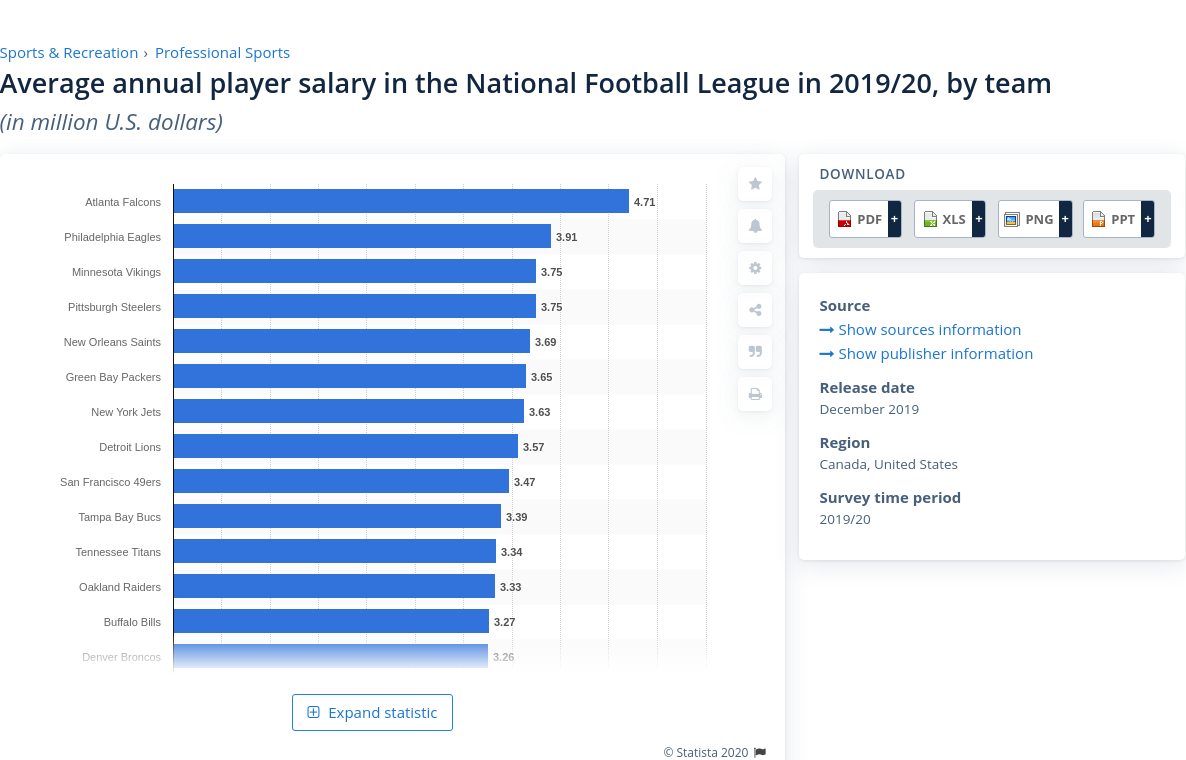 Sports & Recreation › Professional Sports
Average annual player salary in the National Football League in 2019/20, by team
(in million U.S. dollars)
Atlanta Falcons 4.71
Philadelphia Eagles 3.91
Minnesota Vikings 3.75
Pittsburgh Steelers 3.75
New Orleans Saints 3.69
Green Bay Packers 3.65
New York Jets 3.63
Detroit Lions 3.57
San Francisco 49ers 3.47
Tampa Bay Bucs 3.39
Tennessee Titans 3.34
Oakland Raiders 3.33
Buffalo Bills 3.27
Denver Broncos 3.26
Expand statistic
© Statista 2020
DOWNLOAD
PDF + XLS + PNG + PPT +
Source
Show sources information
Show publisher information
Release date
December 2019
Region
Canada, United States
Survey time period
2019/20